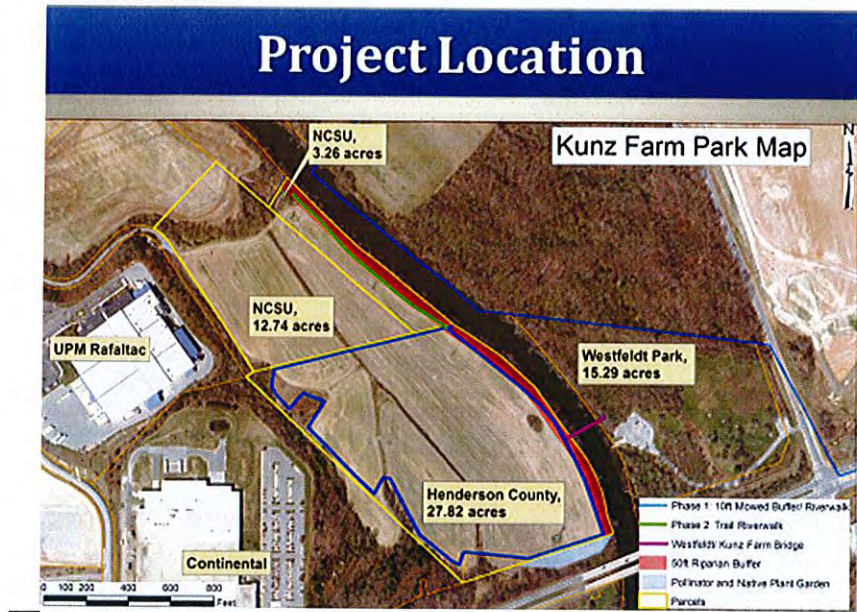 Project Location
Kunz Farm Park Map
N
NCSU,
3.26 acres
NCSU,
12.74 acres
UPM Rafaltac
Westfeldt Park,
15.29 acres
Henderson County,
27.82 acres
Continental
0 100 200 400 600 800
Feet
Phase 1: 10ft Mowed Buffer/ Riverwalk
Phase 2: Trail Riverwalk
Westfeldt/ Kunz Farm Bridge
50ft Riparian Buffer
Pollinator and Native Plant Garden
Parcels